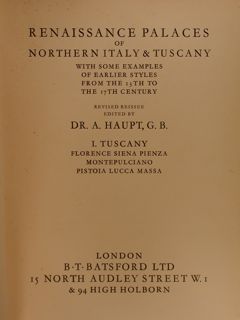 RENAISSANCE PALACES
OF
NORTHERN ITALY & TUSCANY
WITH SOME EXAMPLES
OF EARLIER STYLES
FROM THE 13TH TO
THE 17TH CENTURY
REVISED REISSUE
EDITED BY
DR. A. HAUPT, G. B.
I. TUSCANY
FLORENCE SIENA PIENZA
MONTEPULCIANO
PISTOIA LUCCA MASSA
LONDON
B·T·BATSFORD LTD
15 NORTH AUDLEY STREET W. 1
& 94 HIGH HOLBORN